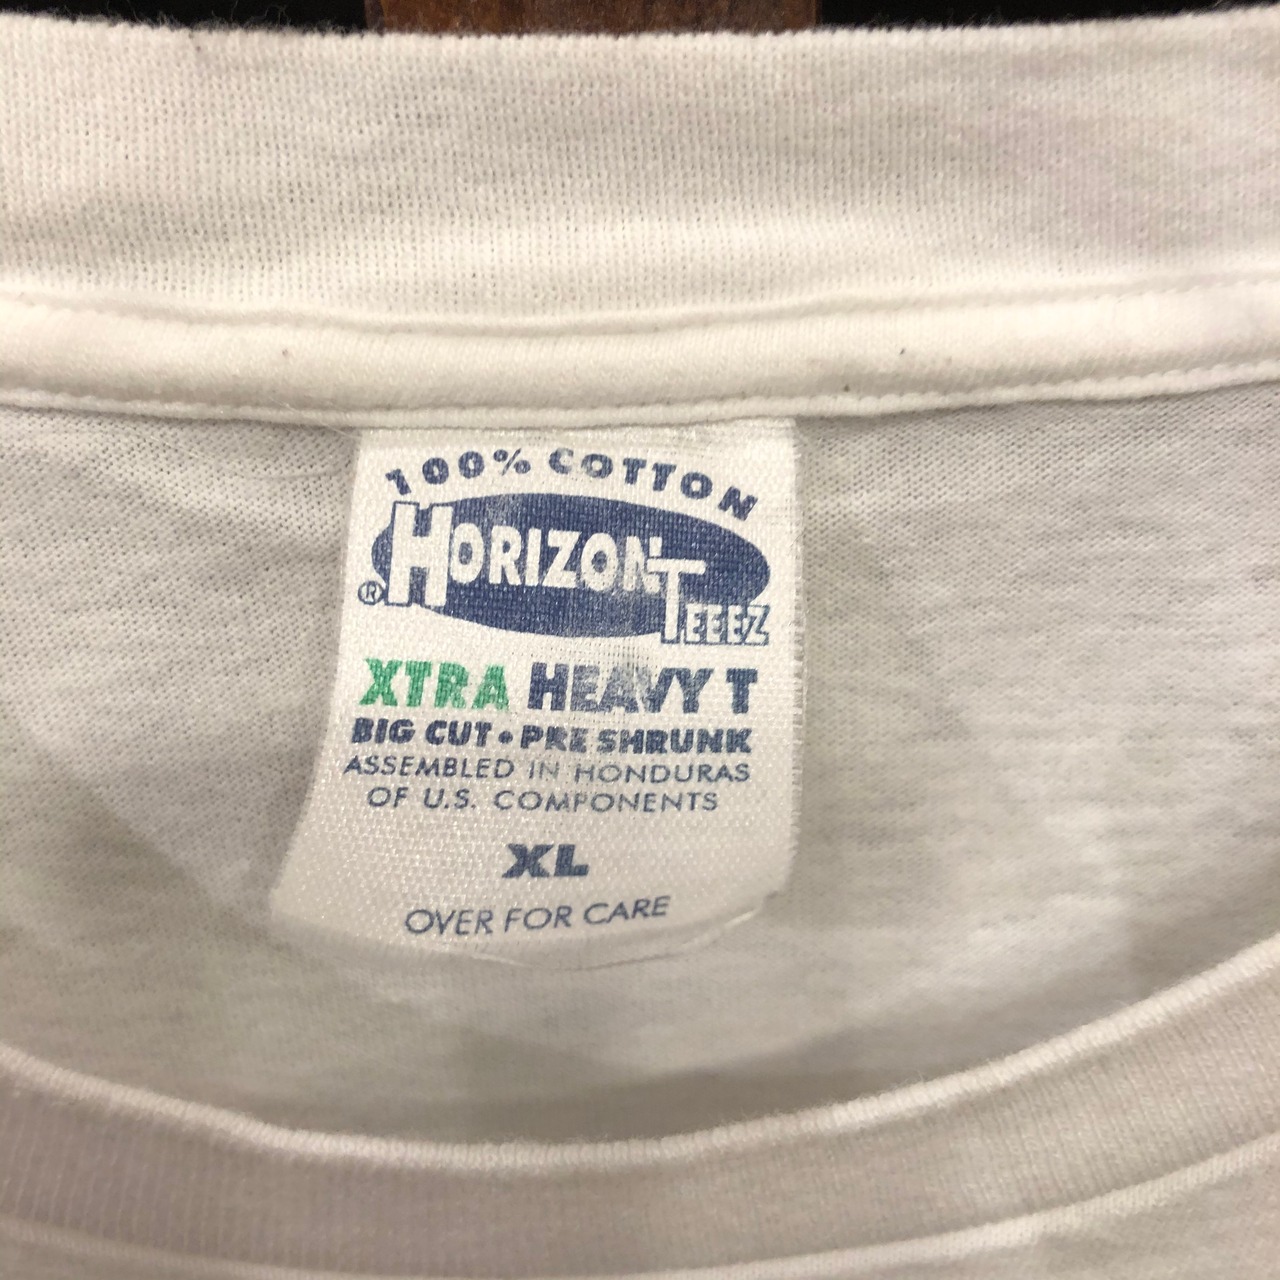 100% COTTON
HORIZON
® TEEEZ
XTRA HEAVY T
BIG CUT • PRE SHRUNK
ASSEMBLED IN HONDURAS
OF U.S. COMPONENTS
XL
OVER FOR CARE